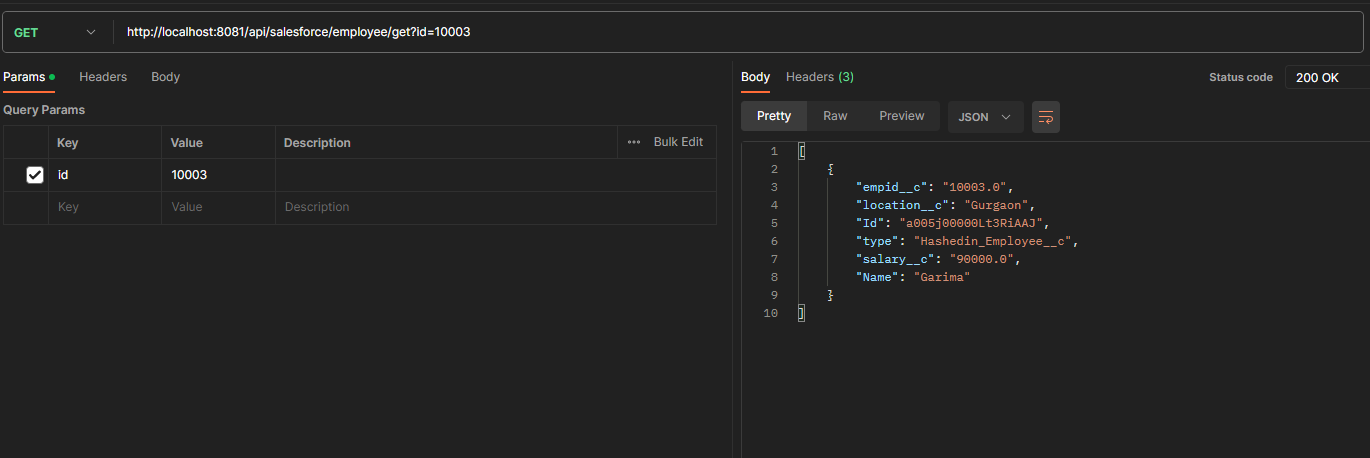 GET http://localhost:8081/api/salesforce/employee/get?id=10003
Params Headers Body
Query Params
Key Value Description ••• Bulk Edit
id 10003
Key Value Description
Body Headers (3) Status code 200 OK
Pretty Raw Preview JSON
1 [
2 {
3 "empid__c": "10003.0",
4 "location__c": "Gurgaon",
5 "Id": "a005j00000Lt3RiAAJ",
6 "type": "Hashedin_Employee__c",
7 "salary__c": "90000.0",
8 "Name": "Garima"
9 }
10 ]